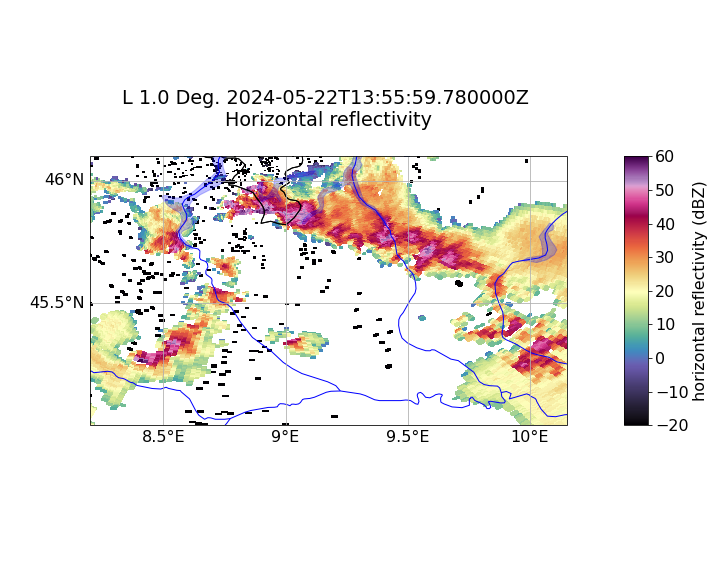 L 1.0 Deg. 2024-05-22T13:55:59.780000Z
Horizontal reflectivity
46°N
45.5°N
8.5°E
9°E
9.5°E
10°E
60
50
40
30
20
10
0
−10
−20
horizontal reflectivity (dBZ)